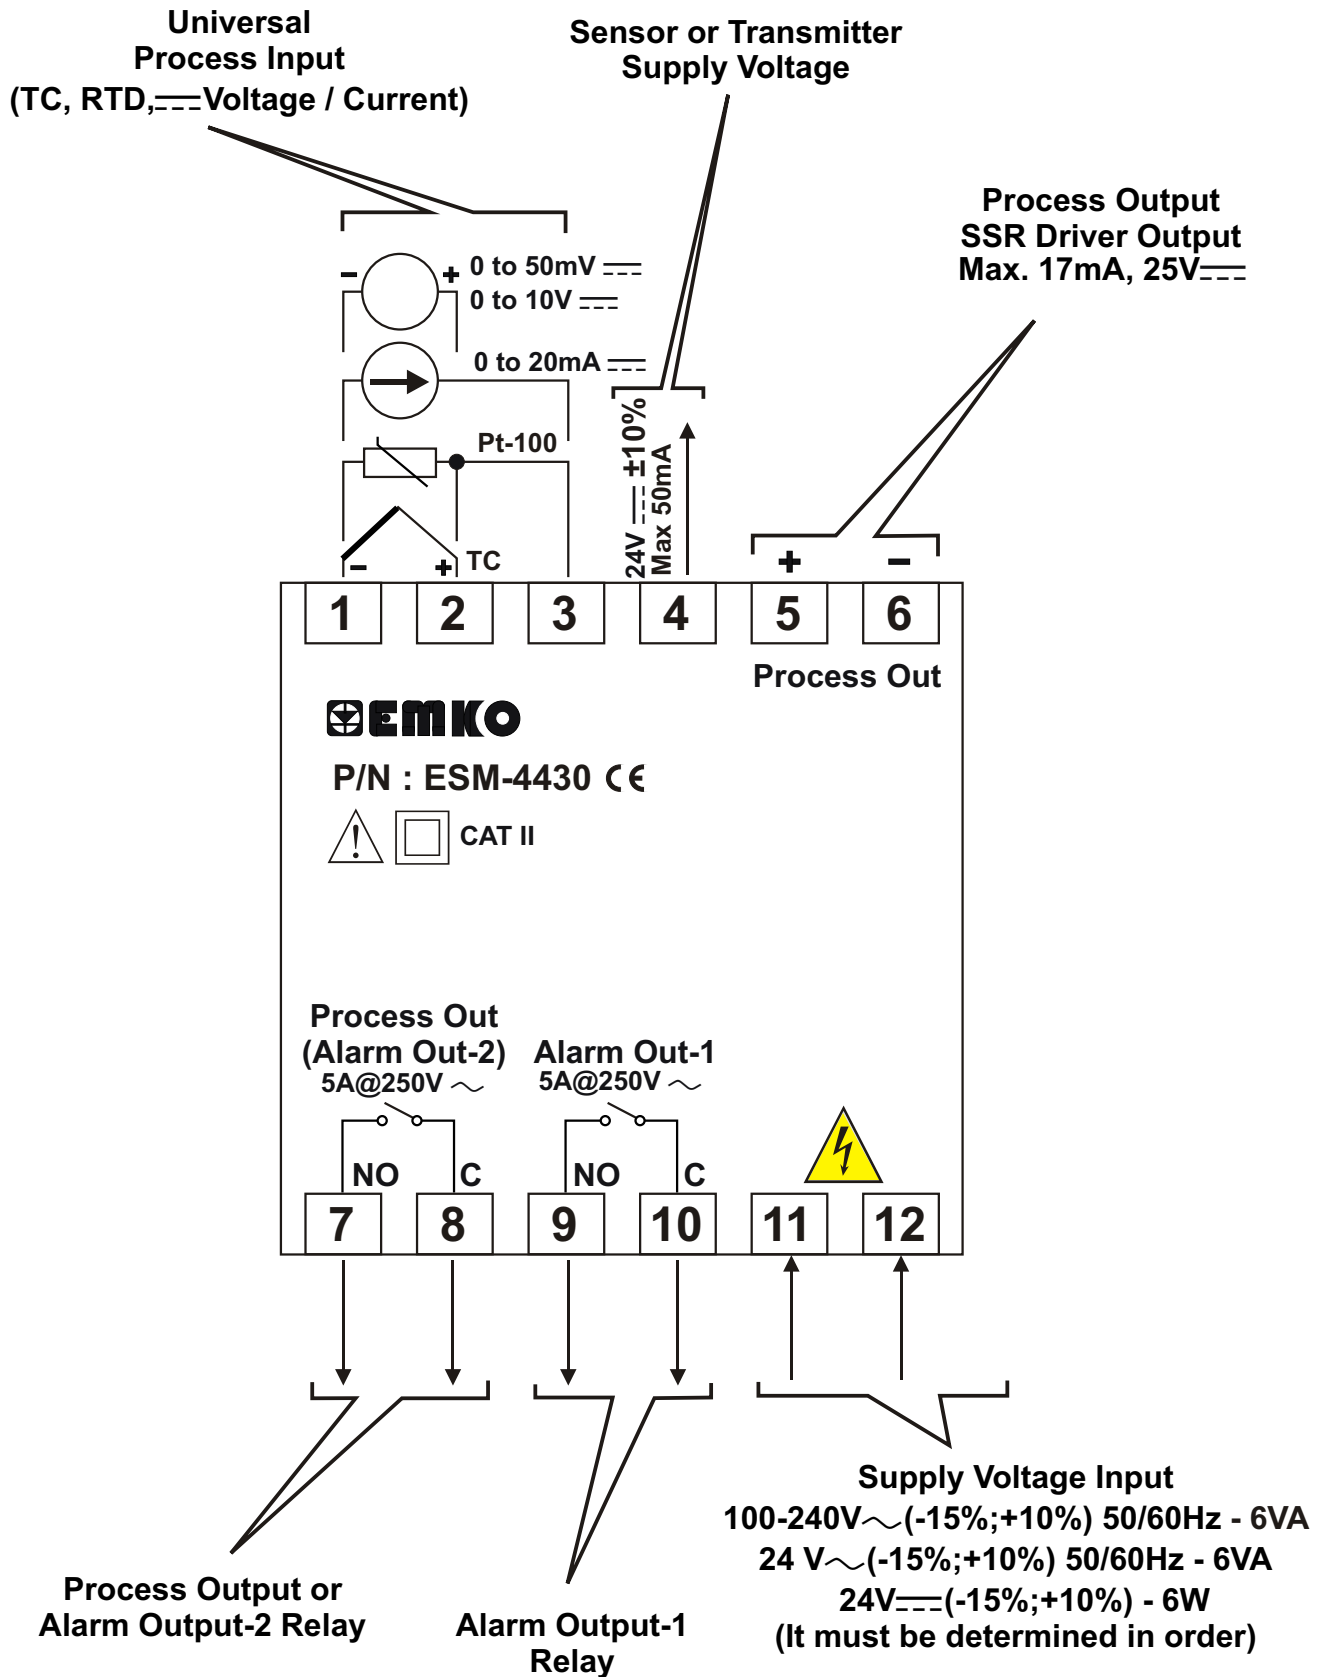 Universal
Process Input
(TC, RTD, Voltage / Current)
Sensor or Transmitter
Supply Voltage
Process Output
SSR Driver Output
Max. 17mA, 25V
- + 0 to 50mV
0 to 10V
0 to 20mA
Pt-100
- + TC
24V ±10%
Max 50mA
+ -
1 2 3 4 5 6
Process Out
EMKO
P/N : ESM-4430 CE
! CAT II
Process Out
(Alarm Out-2)
5A@250V ~
Alarm Out-1
5A@250V ~
NO C NO C
7 8 9 10 11 12
Process Output or
Alarm Output-2 Relay
Alarm Output-1
Relay
Supply Voltage Input
100-240V~(-15%;+10%) 50/60Hz - 6VA
24 V~(-15%;+10%) 50/60Hz - 6VA
24V(-15%;+10%) - 6W
(It must be determined in order)